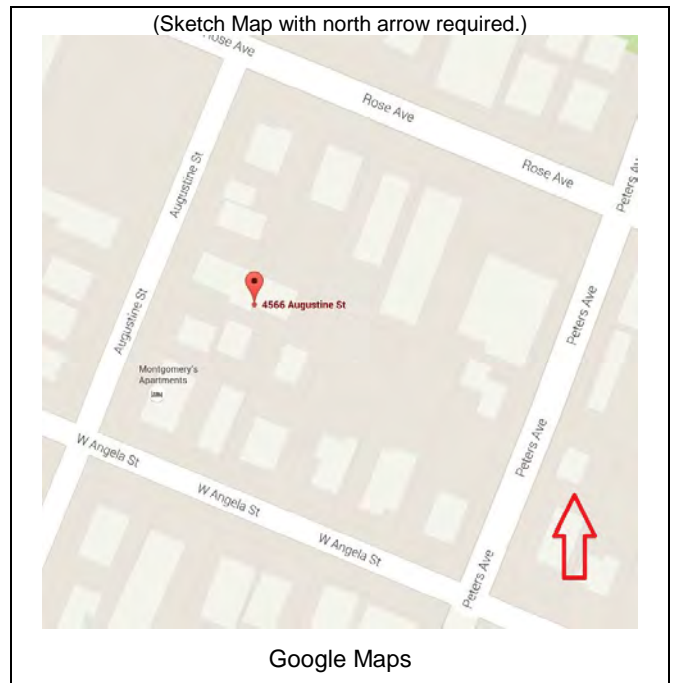 (Sketch Map with north arrow required.)
Rose Ave
Rose Ave
Rose Ave
Augustine St
Peters Av
4566 Augustine St
Peters Ave
Augustine St
Montgomery's
Apartments
Peters Ave
W Angela St
W Angela St
W Angela St
Peters Ave
Google Maps